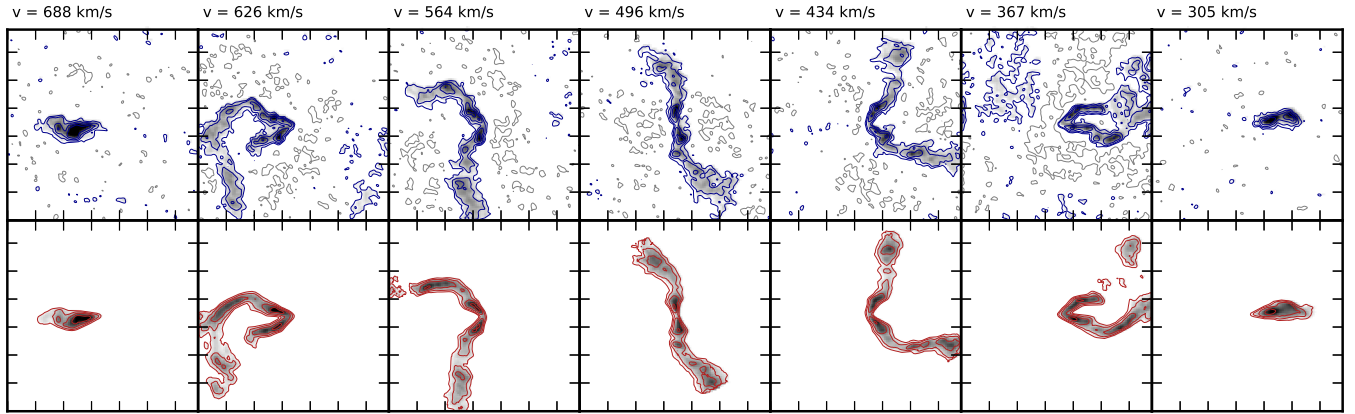 v = 688 km/s v = 626 km/s v = 564 km/s v = 496 km/s v = 434 km/s v = 367 km/s v = 305 km/s